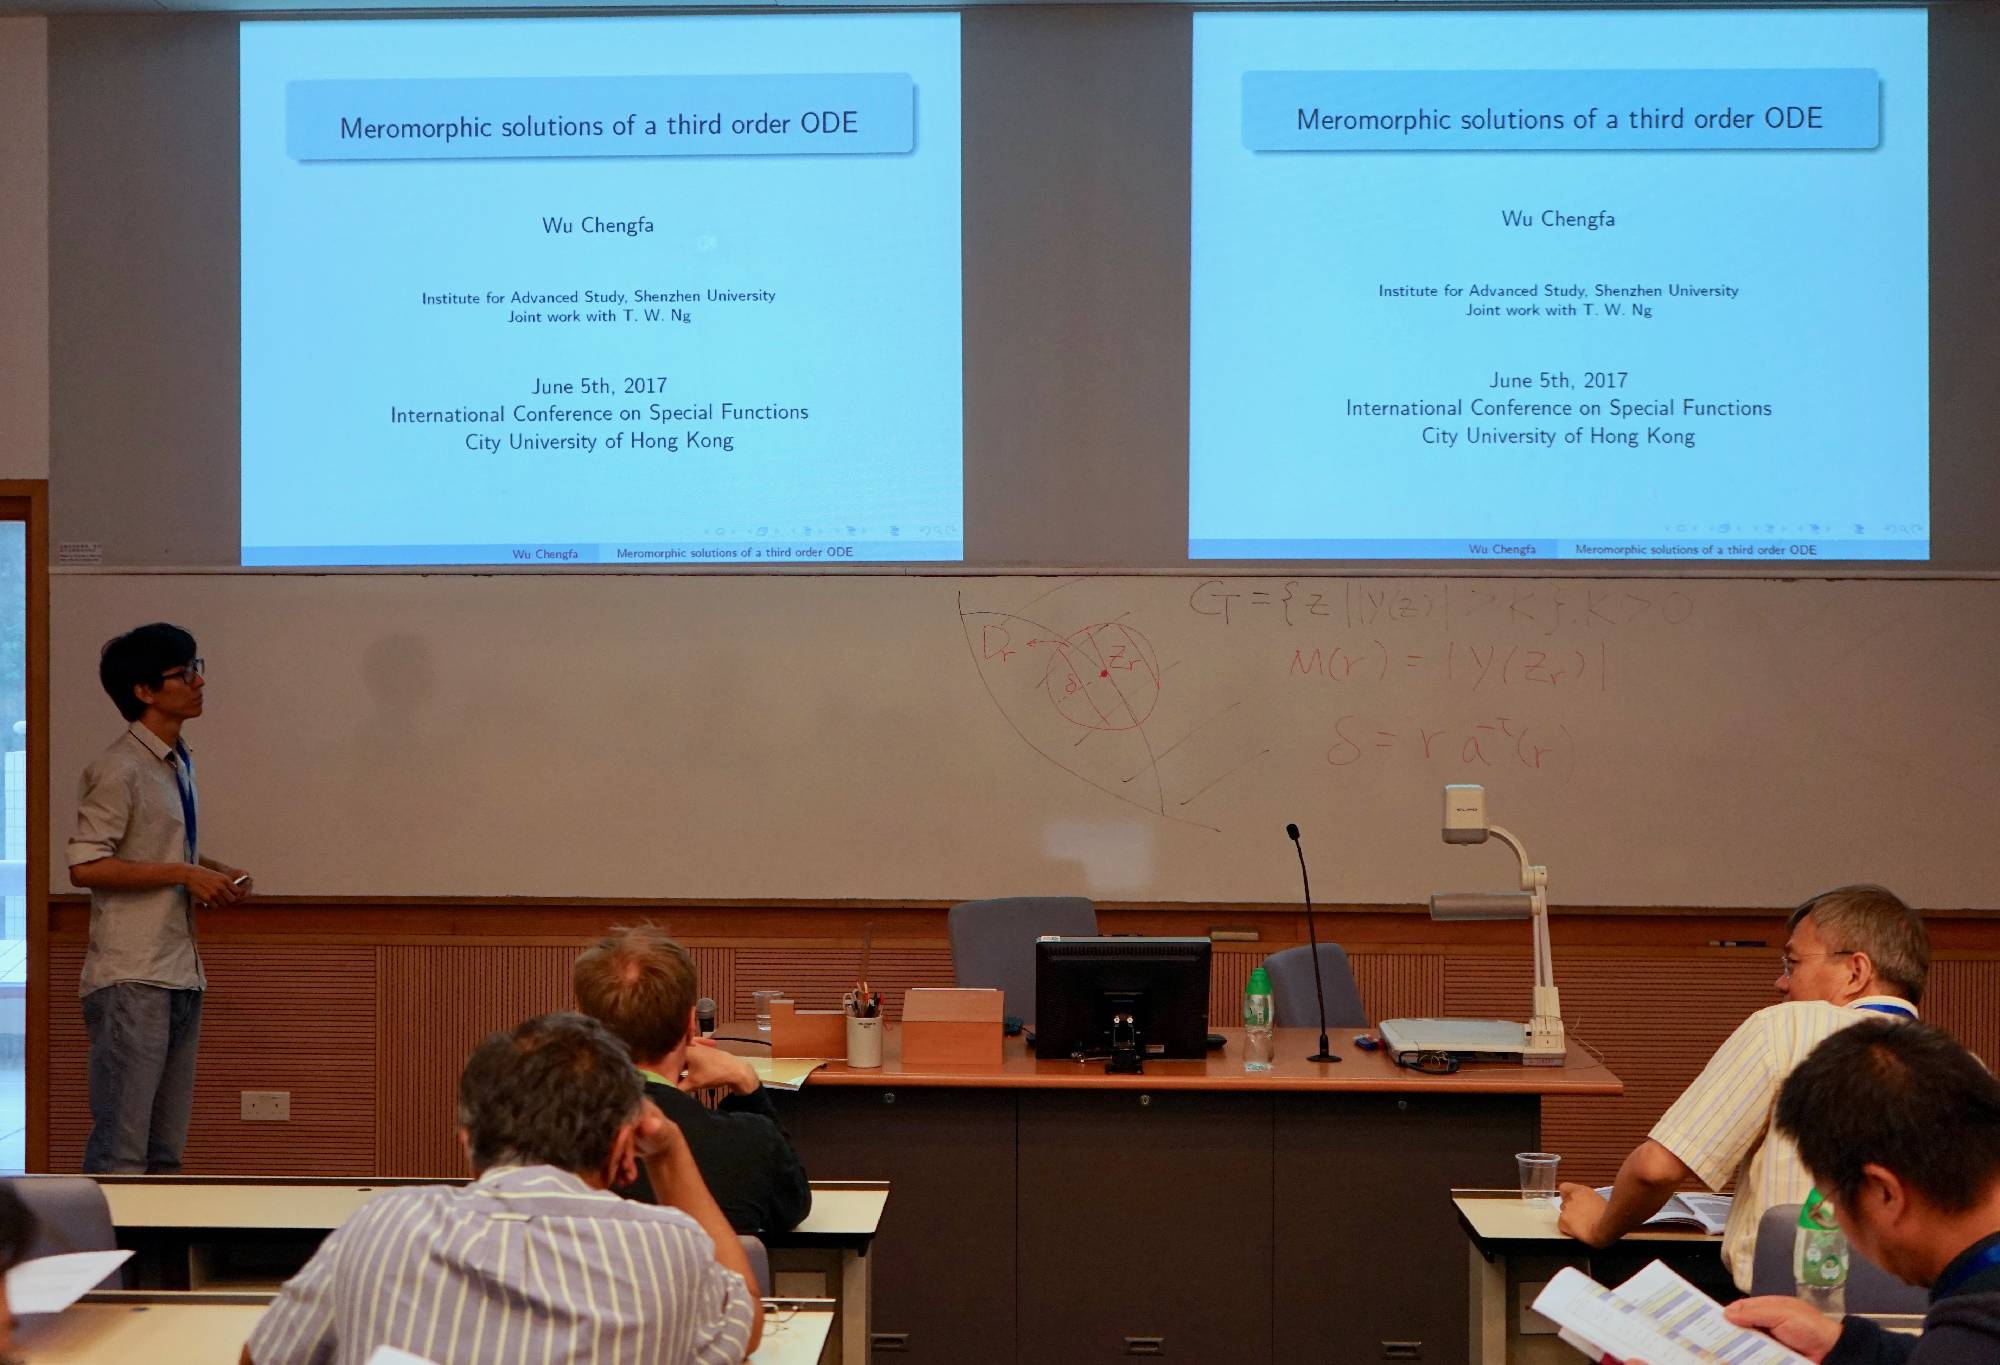 Meromorphic solutions of a third order ODE
Wu Chengfa
Institute for Advanced Study, Shenzhen University
Joint work with T. W. Ng
June 5th, 2017
International Conference on Special Functions
City University of Hong Kong
Wu Chengfa Meromorphic solutions of a third order ODE
Meromorphic solutions of a third order ODE
Wu Chengfa
Institute for Advanced Study, Shenzhen University
Joint work with T. W. Ng
June 5th, 2017
International Conference on Special Functions
City University of Hong Kong
Wu Chengfa Meromorphic solutions of a third order ODE
G = {z ||y(z)| > K}, K > 0
D_r
z_r
δ
M(r) = |y(z_r)|
δ = r a^{-τ}(r)